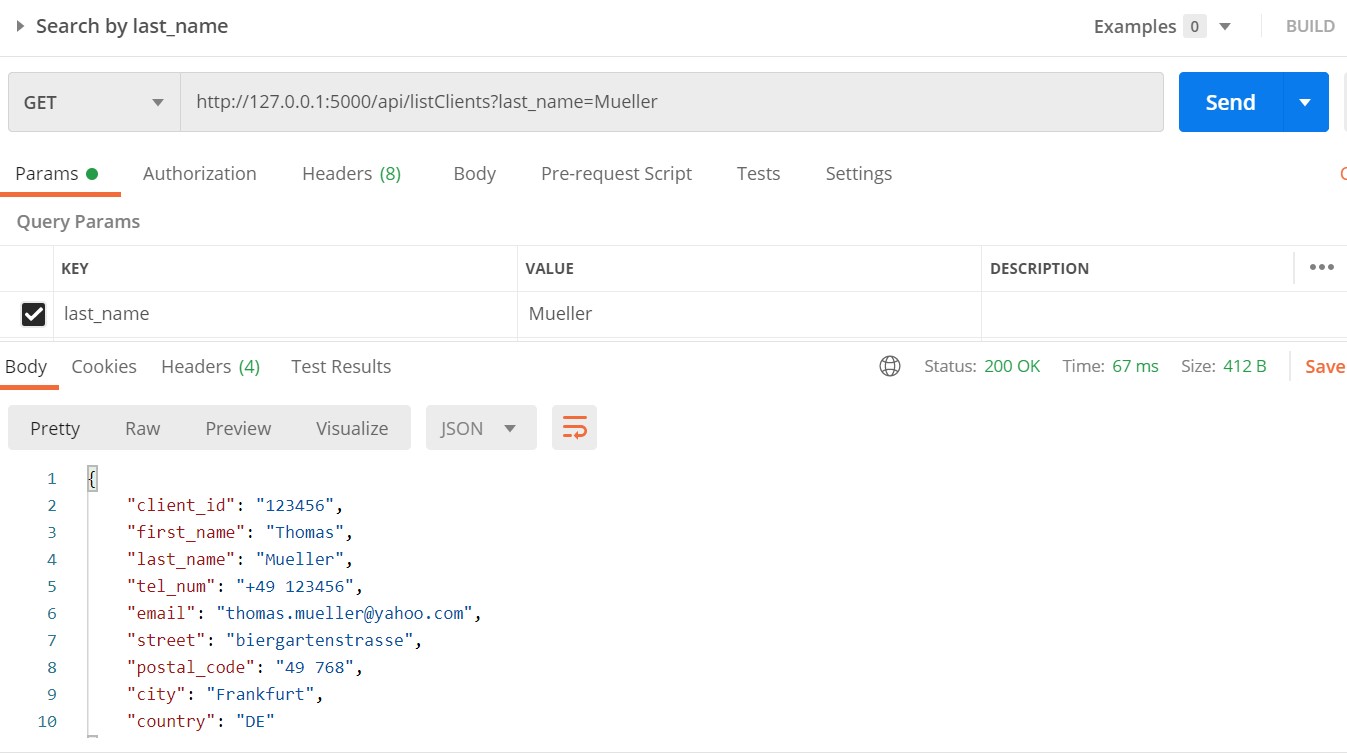 Search by last_name Examples 0 BUILD
GET http://127.0.0.1:5000/api/listClients?last_name=Mueller Send
Params Authorization Headers (8) Body Pre-request Script Tests Settings
Query Params
KEY VALUE DESCRIPTION
last_name Mueller
Body Cookies Headers (4) Test Results Status: 200 OK Time: 67 ms Size: 412 B Save
Pretty Raw Preview Visualize JSON
1 {
2 "client_id": "123456",
3 "first_name": "Thomas",
4 "last_name": "Mueller",
5 "tel_num": "+49 123456",
6 "email": "thomas.mueller@yahoo.com",
7 "street": "biergartenstrasse",
8 "postal_code": "49 768",
9 "city": "Frankfurt",
10 "country": "DE"